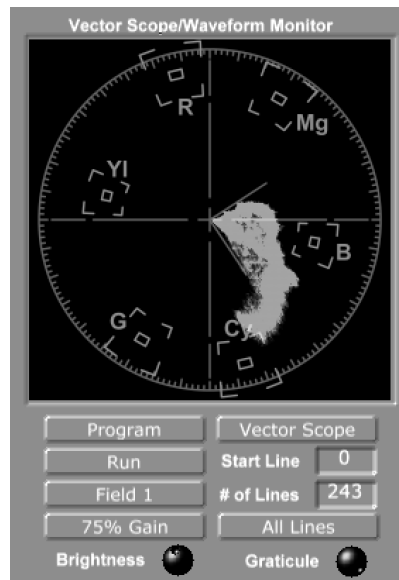 Vector Scope/Waveform Monitor
R
Mg
Yl
B
G
Cy
Program
Vector Scope
Run
Start Line 0
Field 1
# of Lines 243
75% Gain
All Lines
Brightness
Graticule